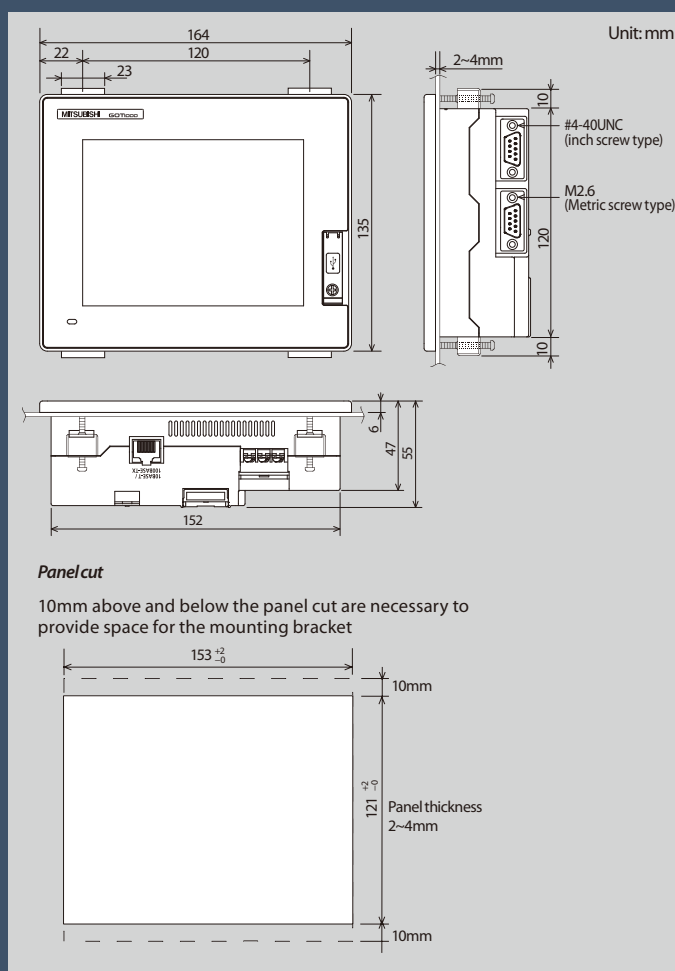 Unit: mm
164
22
120
23
MITSUBISHI GOT1000
135
2~4mm
10
#4-40UNC
(inch screw type)
M2.6
(Metric screw type)
120
10
6
47
55
10BASE-T /
100BASE-TX
152
Panel cut
10mm above and below the panel cut are necessary to
provide space for the mounting bracket
153 +2 −0
10mm
121 +2 −0
Panel thickness
2~4mm
10mm